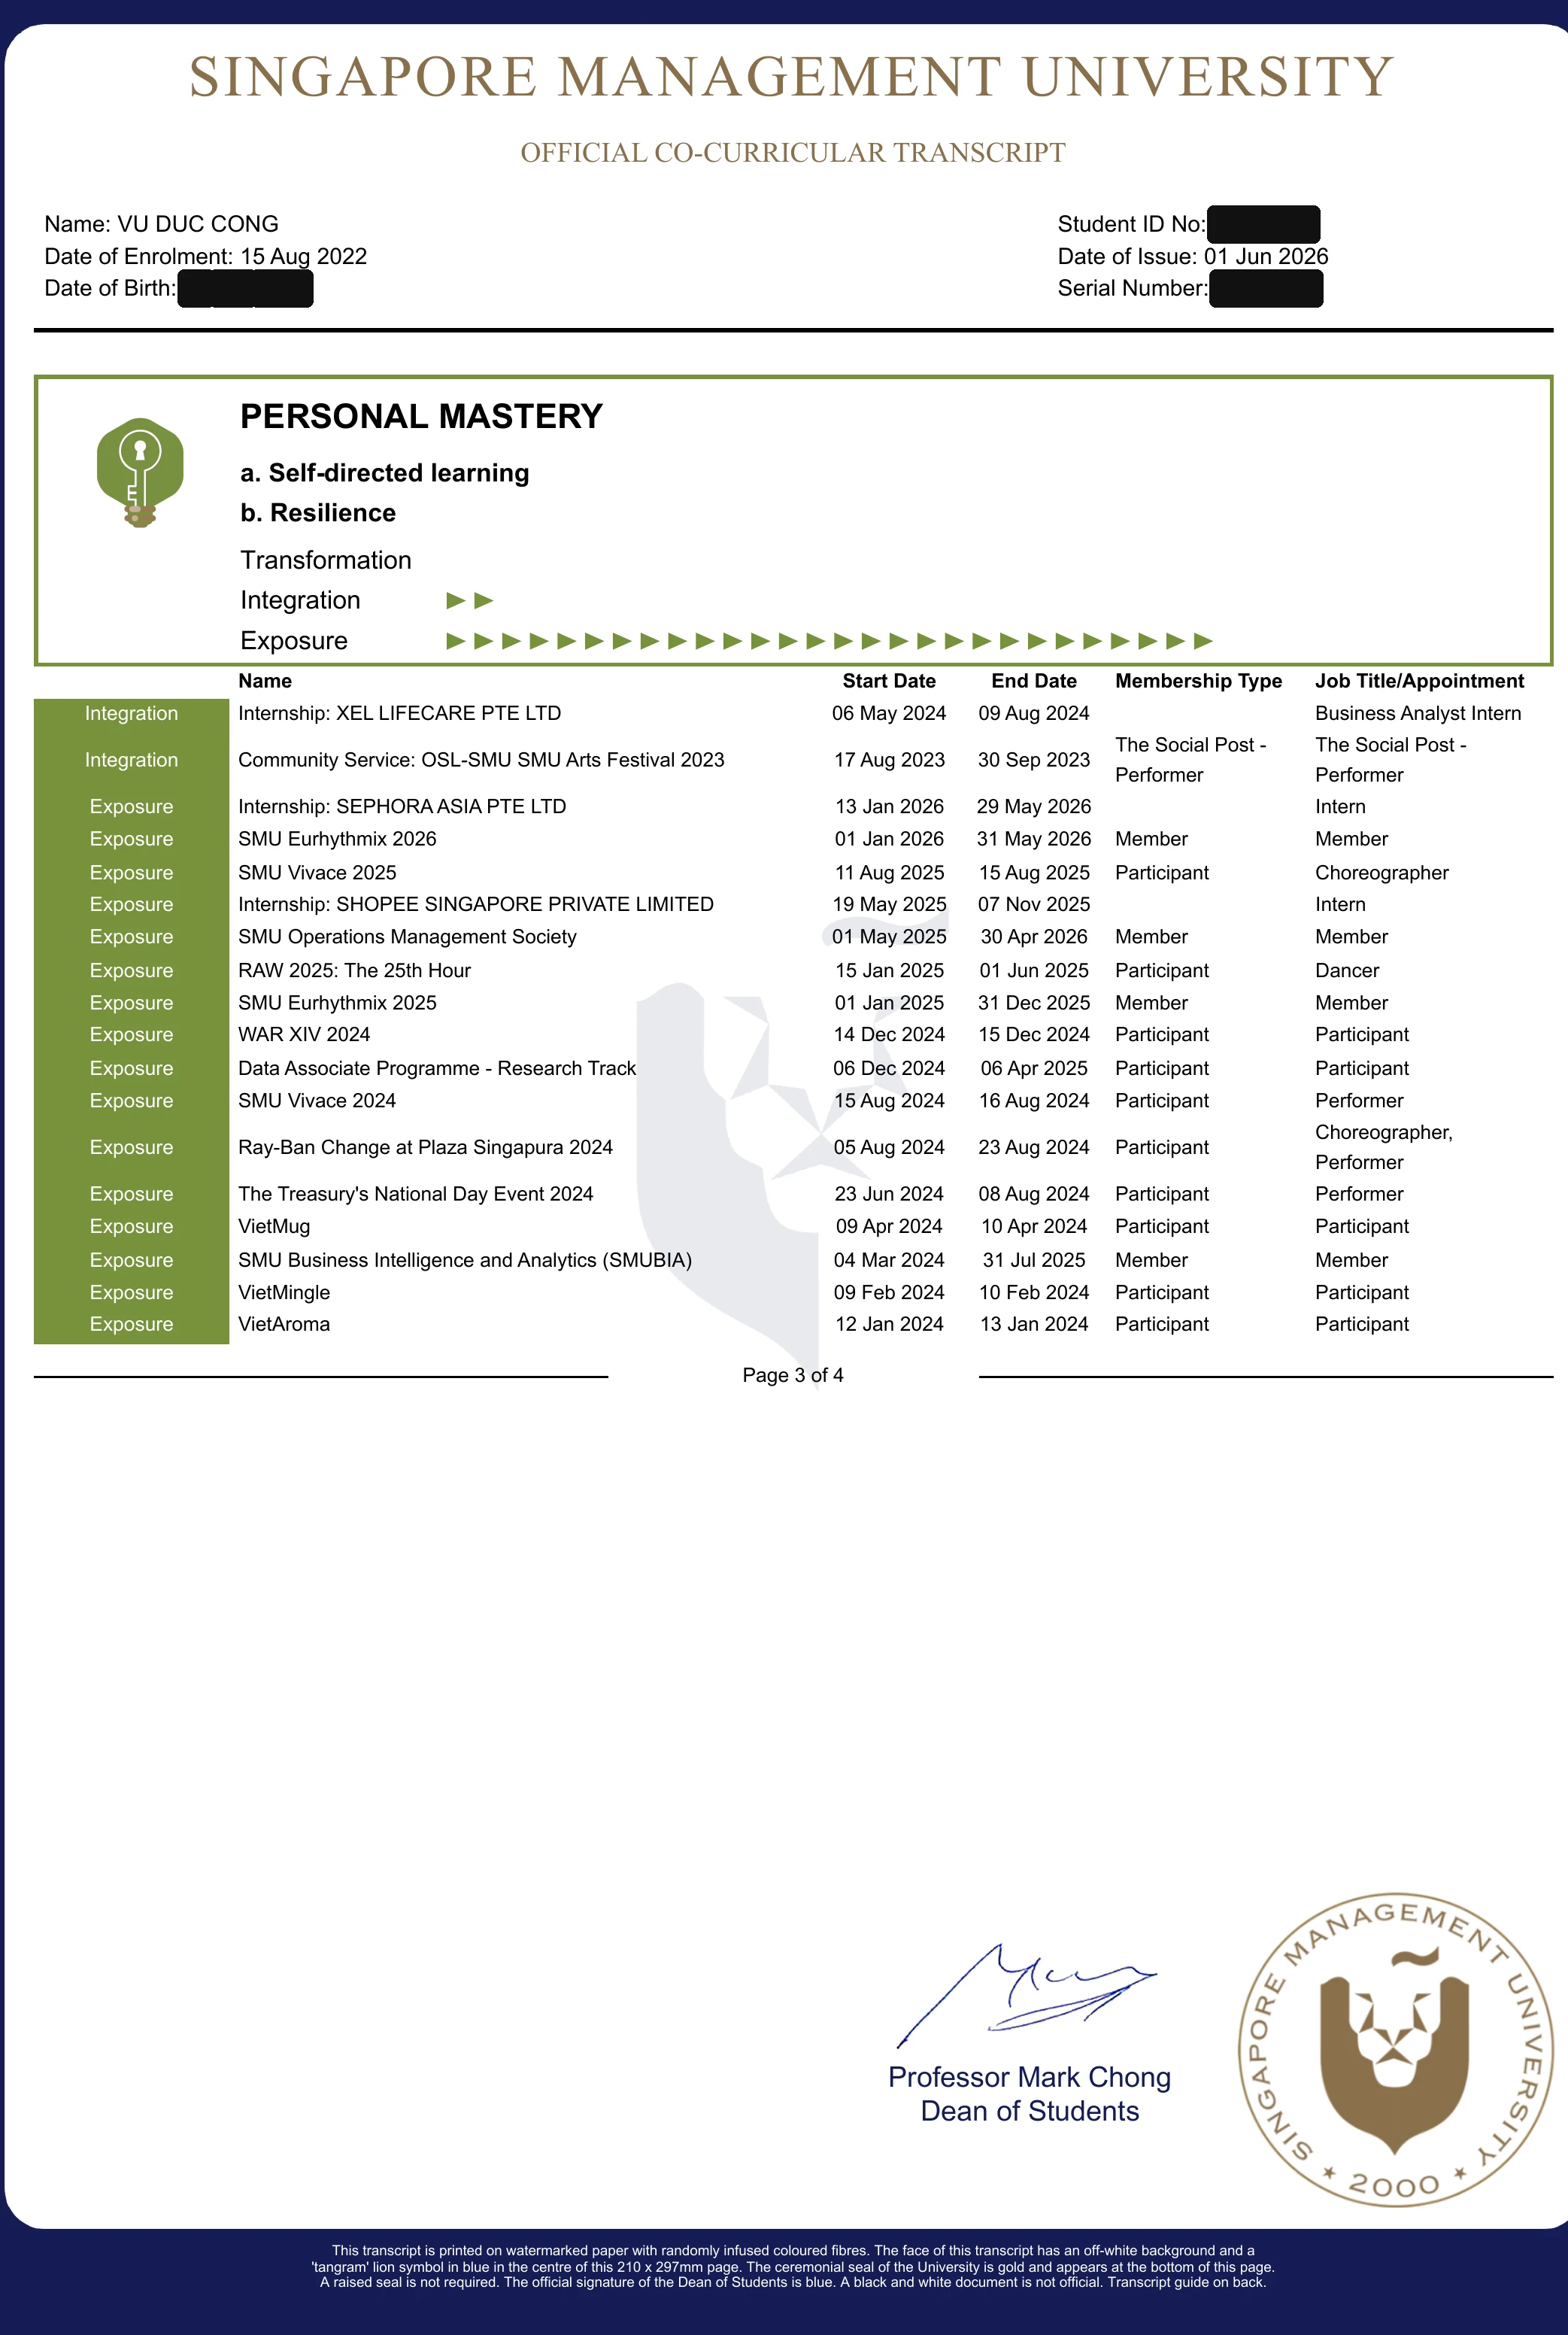 SINGAPORE MANAGEMENT UNIVERSITY
OFFICIAL CO-CURRICULAR TRANSCRIPT
Name: VU DUC CONG
Student ID No:
Date of Enrolment: 15 Aug 2022
Date of Issue: 01 Jun 2026
Date of Birth:
Serial Number:
PERSONAL MASTERY
a. Self-directed learning
b. Resilience
Transformation
Integration
Exposure
Name Start Date End Date Membership Type Job Title/Appointment
Integration Internship: XEL LIFECARE PTE LTD 06 May 2024 09 Aug 2024 Business Analyst Intern
Integration Community Service: OSL-SMU SMU Arts Festival 2023 17 Aug 2023 30 Sep 2023 The Social Post - Performer The Social Post - Performer
Exposure Internship: SEPHORA ASIA PTE LTD 13 Jan 2026 29 May 2026 Intern
Exposure SMU Eurhythmix 2026 01 Jan 2026 31 May 2026 Member Member
Exposure SMU Vivace 2025 11 Aug 2025 15 Aug 2025 Participant Choreographer
Exposure Internship: SHOPEE SINGAPORE PRIVATE LIMITED 19 May 2025 07 Nov 2025 Intern
Exposure SMU Operations Management Society 01 May 2025 30 Apr 2026 Member Member
Exposure RAW 2025: The 25th Hour 15 Jan 2025 01 Jun 2025 Participant Dancer
Exposure SMU Eurhythmix 2025 01 Jan 2025 31 Dec 2025 Member Member
Exposure WAR XIV 2024 14 Dec 2024 15 Dec 2024 Participant Participant
Exposure Data Associate Programme - Research Track 06 Dec 2024 06 Apr 2025 Participant Participant
Exposure SMU Vivace 2024 15 Aug 2024 16 Aug 2024 Participant Performer
Exposure Ray-Ban Change at Plaza Singapura 2024 05 Aug 2024 23 Aug 2024 Participant Choreographer, Performer
Exposure The Treasury's National Day Event 2024 23 Jun 2024 08 Aug 2024 Participant Performer
Exposure VietMug 09 Apr 2024 10 Apr 2024 Participant Participant
Exposure SMU Business Intelligence and Analytics (SMUBIA) 04 Mar 2024 31 Jul 2025 Member Member
Exposure VietMingle 09 Feb 2024 10 Feb 2024 Participant Participant
Exposure VietAroma 12 Jan 2024 13 Jan 2024 Participant Participant
Page 3 of 4
Professor Mark Chong
Dean of Students
SINGAPORE MANAGEMENT UNIVERSITY
2000
This transcript is printed on watermarked paper with randomly infused coloured fibres. The face of this transcript has an off-white background and a
'tangram' lion symbol in blue in the centre of this 210 x 297mm page. The ceremonial seal of the University is gold and appears at the bottom of this page.
A raised seal is not required. The official signature of the Dean of Students is blue. A black and white document is not official. Transcript guide on back.